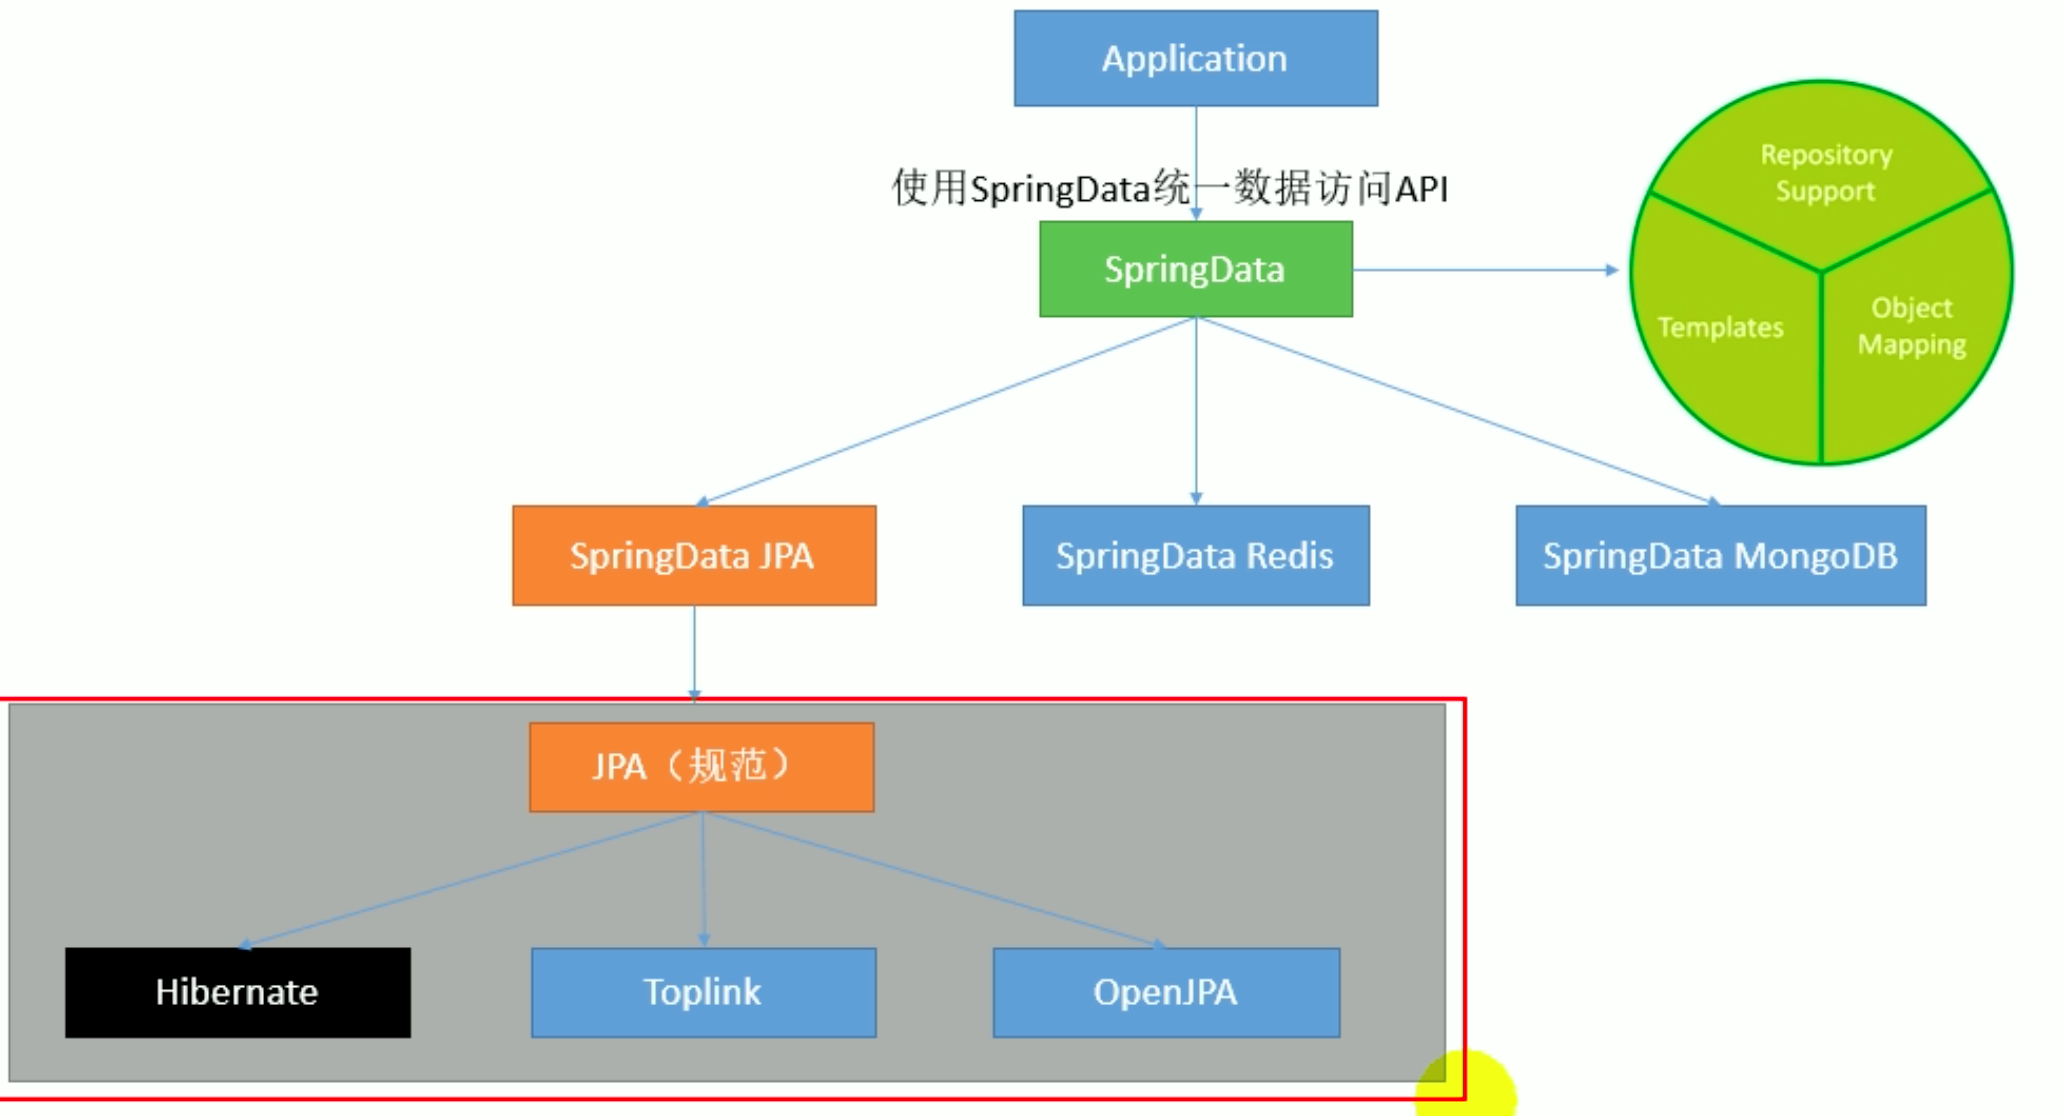 Application
使用SpringData统一数据访问API
SpringData
Repository
Support
Templates
Object
Mapping
SpringData JPA
SpringData Redis
SpringData MongoDB
JPA（规范）
Hibernate
Toplink
OpenJPA